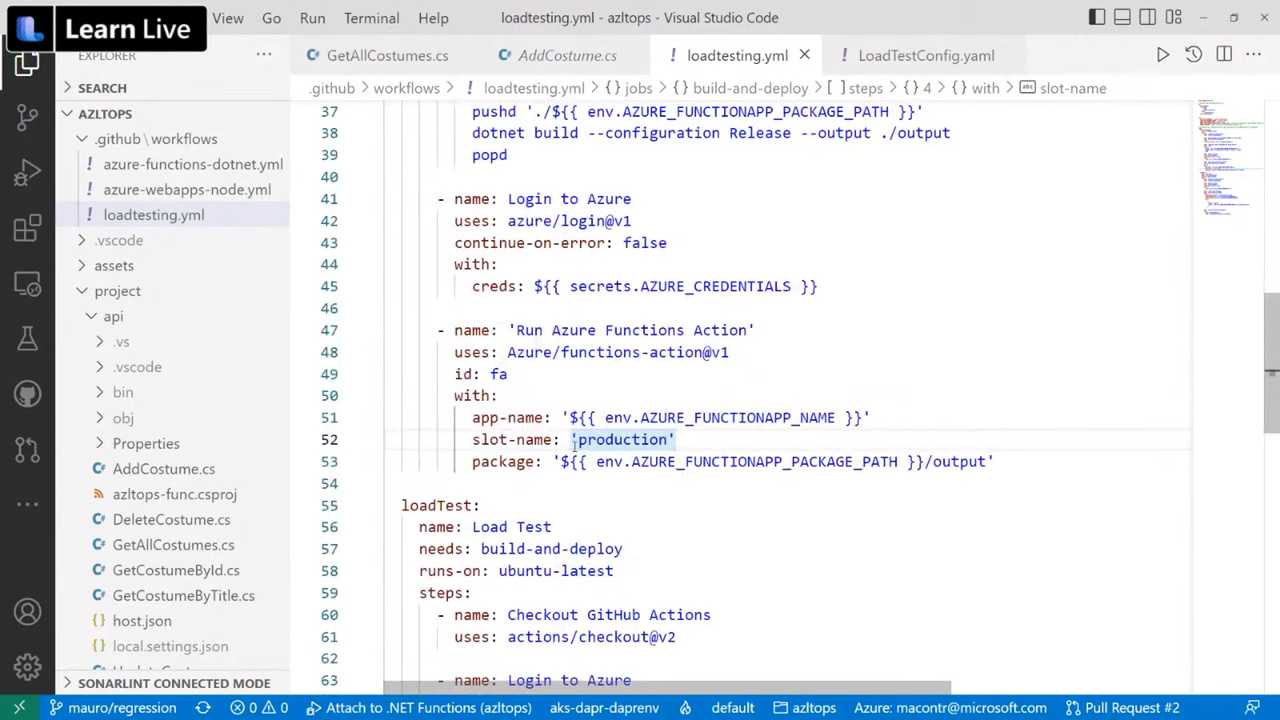 Learn Live
View Go Run Terminal Help
loadtesting.yml - azltops - Visual Studio Code
EXPLORER
GetAllCostumes.cs
AddCostume.cs
! loadtesting.yml
! LoadTestConfig.yaml
.github > workflows > ! loadtesting.yml > {} jobs > {} build-and-deploy > [ ] steps > {} 4 > {} with > abc slot-name
SEARCH
AZLTOPS
.github \ workflows
! azure-functions-dotnet.yml
! azure-webapps-node.yml
! loadtesting.yml
.vscode
assets
project
api
.vs
.vscode
bin
obj
Properties
AddCostume.cs
azltops-func.csproj
DeleteCostume.cs
GetAllCostumes.cs
GetCostumeById.cs
GetCostumeByTitle.cs
{} host.json
{} local.settings.json
SONARLINT CONNECTED MODE
37 pushd './${{ env.AZURE_FUNCTIONAPP_PACKAGE_PATH }}'
38 dotnet build --configuration Release --output ./output
39 popd
40
41 - name: Login to Azure
42 uses: azure/login@v1
43 continue-on-error: false
44 with:
45 creds: ${{ secrets.AZURE_CREDENTIALS }}
46
47 - name: 'Run Azure Functions Action'
48 uses: Azure/functions-action@v1
49 id: fa
50 with:
51 app-name: '${{ env.AZURE_FUNCTIONAPP_NAME }}'
52 slot-name: 'production'
53 package: '${{ env.AZURE_FUNCTIONAPP_PACKAGE_PATH }}/output'
54
55 loadTest:
56 name: Load Test
57 needs: build-and-deploy
58 runs-on: ubuntu-latest
59 steps:
60 - name: Checkout GitHub Actions
61 uses: actions/checkout@v2
62
63 - name: Login to Azure
mauro/regression 0 0 Attach to .NET Functions (azltops) aks-dapr-daprenv default azltops Azure: macontr@microsoft.com Pull Request #2